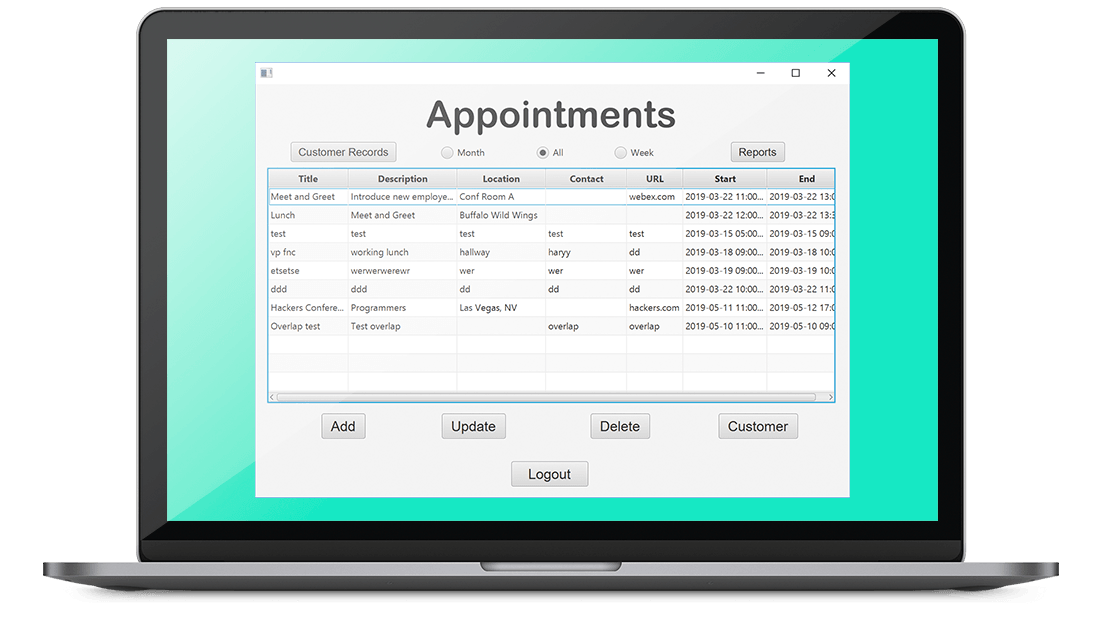 Appointments
Customer Records Month All Week Reports
Title Description Location Contact URL Start End
Meet and Greet Introduce new employe... Conf Room A webex.com 2019-03-22 11:00... 2019-03-22 13:0
Lunch Meet and Greet Buffalo Wild Wings 2019-03-22 12:00... 2019-03-22 13:3
test test test test test 2019-03-15 05:00... 2019-03-15 09:0
vp fnc working lunch hallway haryy dd 2019-03-18 09:00... 2019-03-18 10:0
etsetse werwerwerewr wer wer wer 2019-03-19 09:00... 2019-03-19 10:0
ddd ddd dd dd dd 2019-03-22 10:00... 2019-03-22 11:0
Hackers Confere... Programmers Las Vegas, NV hackers.com 2019-05-11 11:00... 2019-05-12 17:0
Overlap test Test overlap overlap overlap 2019-05-10 11:00... 2019-05-10 09:0
Add Update Delete Customer
Logout